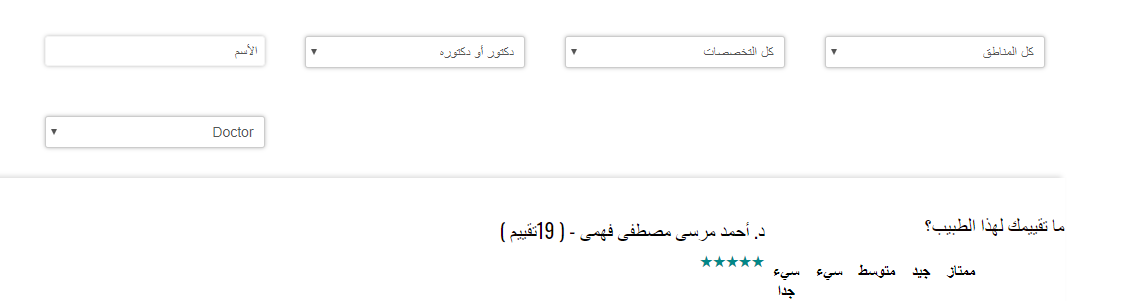 كل المناطق
كل التخصصات
دكتور أو دكتوره
الأسم
Doctor
ما تقييمك لهذا الطبيب؟
د. أحمد مرسى مصطفى فهمى - ( 19تقييم )
ممتاز جيد متوسط سيء سيء
جدا